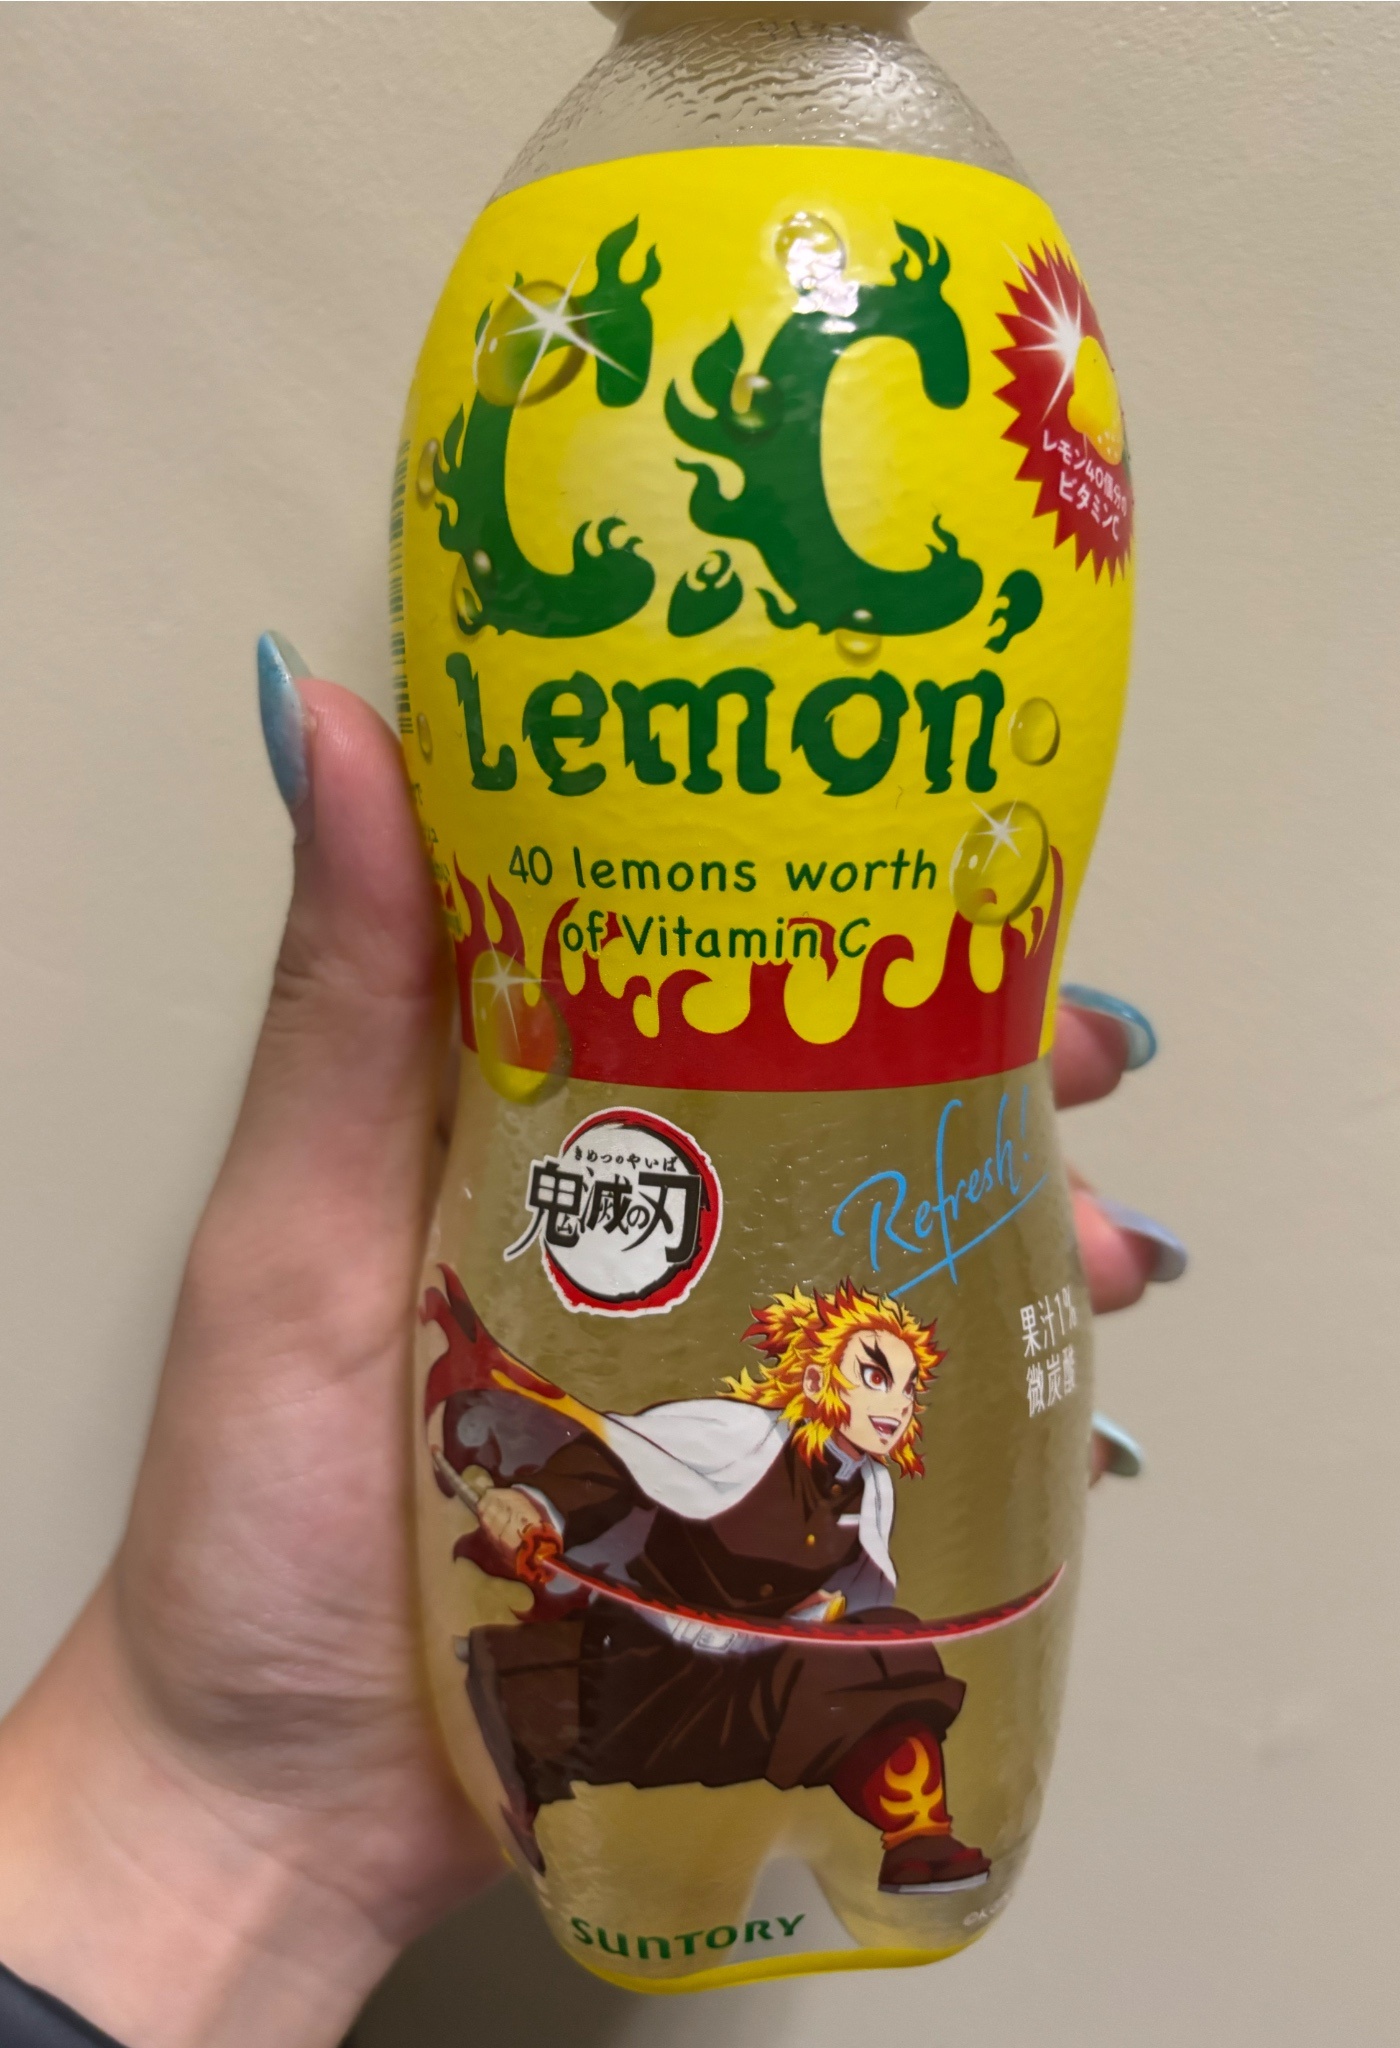 C.C.
Lemon
レモン40個分の
ビタミンC
40 lemons worth
of Vitamin C
きめつのやいば
鬼滅の刃
Refresh!
果汁1%
微炭酸
SUNTORY